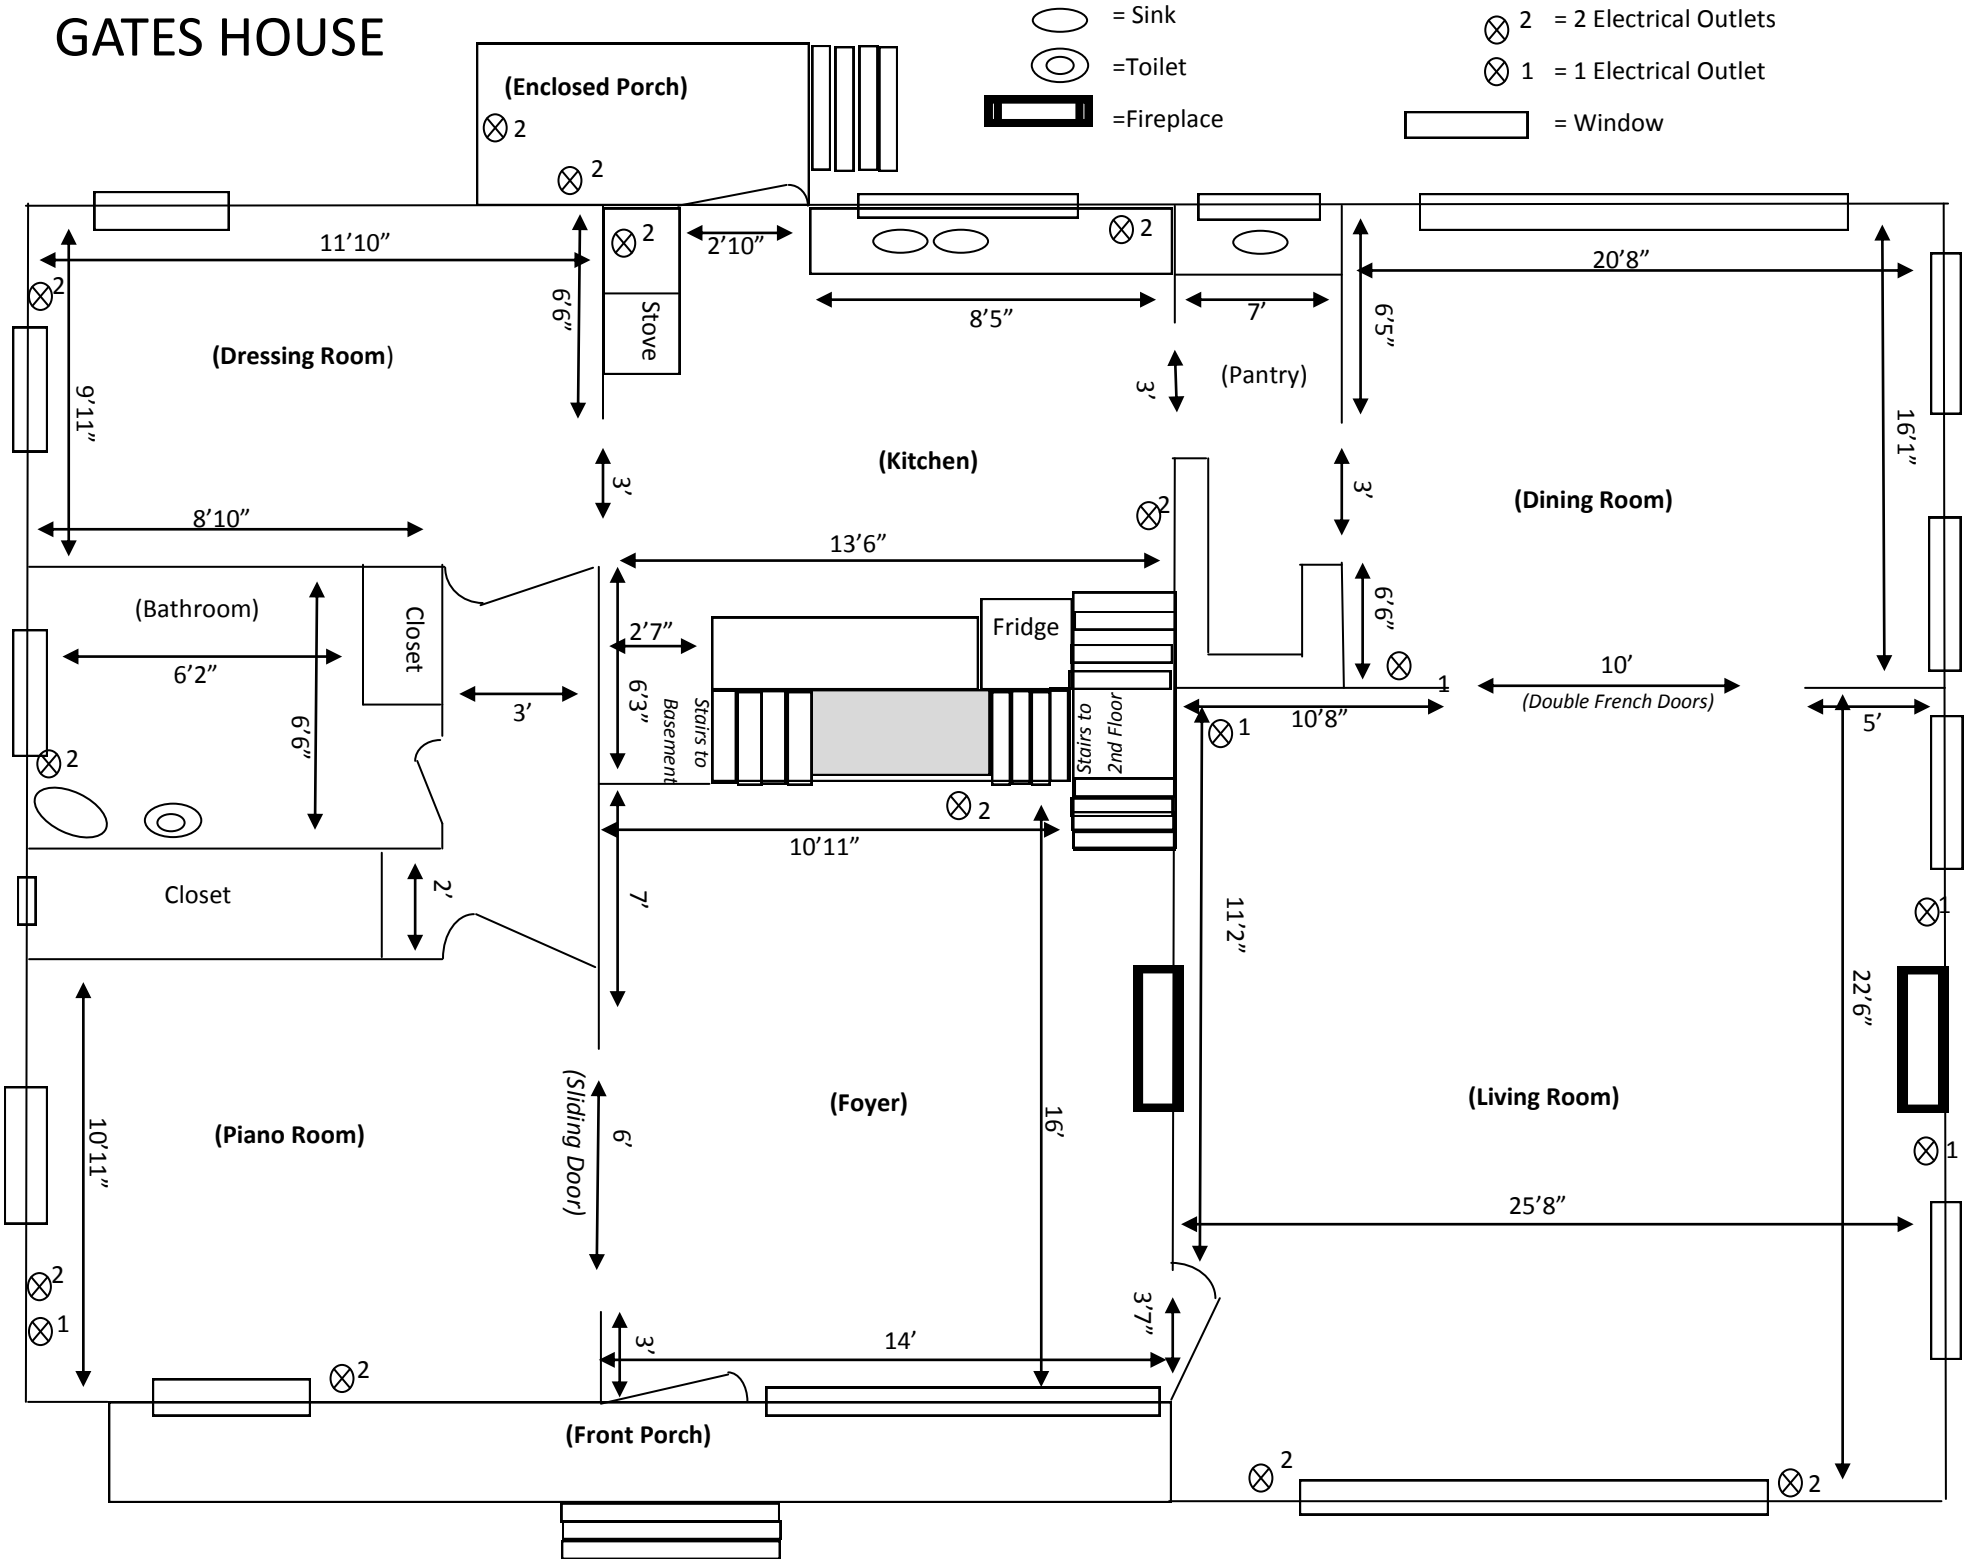 GATES HOUSE
= Sink
=Toilet
=Fireplace
2 = 2 Electrical Outlets
1 = 1 Electrical Outlet
= Window
(Enclosed Porch)
2
2
11’10”
2
9’11”
(Dressing Room)
6’6”
8’10”
3’
2
Stove
2’10”
2
8’5”
(Kitchen)
3’
2
13’6”
7’
(Pantry)
6’5”
3’
6’6”
20’8”
16’1”
(Dining Room)
1
10’
(Double French Doors)
10’8”
5’
(Bathroom)
6’2”
6’6”
Closet
2
3’
Closet
2’
2’7”
6’3”
Stairs to
Basement
Fridge
Stairs to
2nd Floor
2
10’11”
7’
1
11’2”
1
22’6”
1
(Living Room)
25’8”
(Piano Room)
10’11”
2
1
2
(Sliding Door)
6’
3’
(Foyer)
16’
14’
3’7”
(Front Porch)
2
2